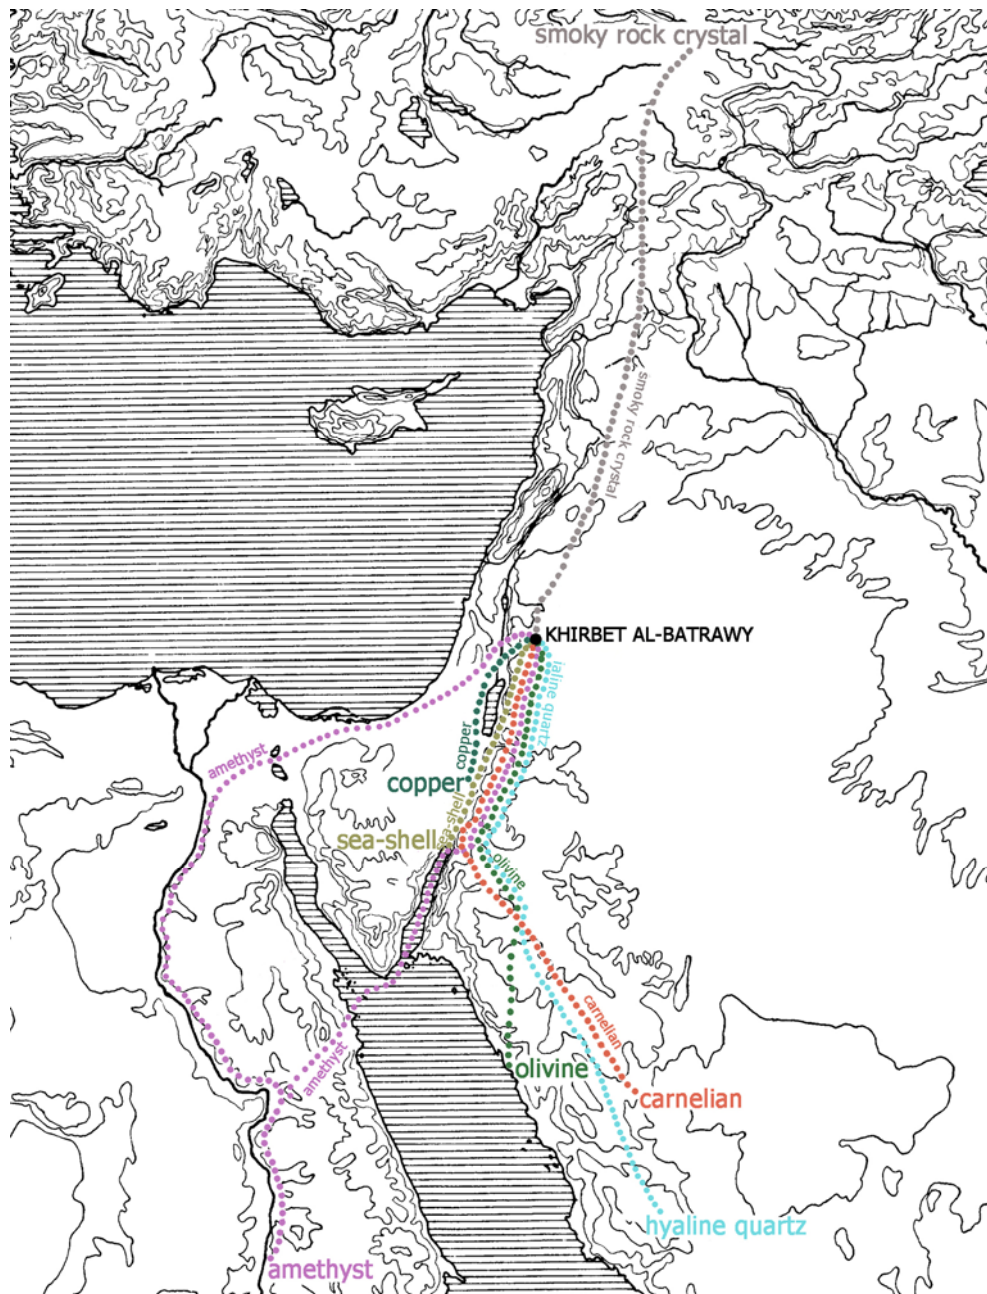 smoky rock crystal
smoky rock crystal
KHIRBET AL-BATRAWY
ialine quartz
amethyst
copper
copper
sea-shell
sea-shell
olivine
carnelian
amethyst
olivine
carnelian
hyaline quartz
amethyst